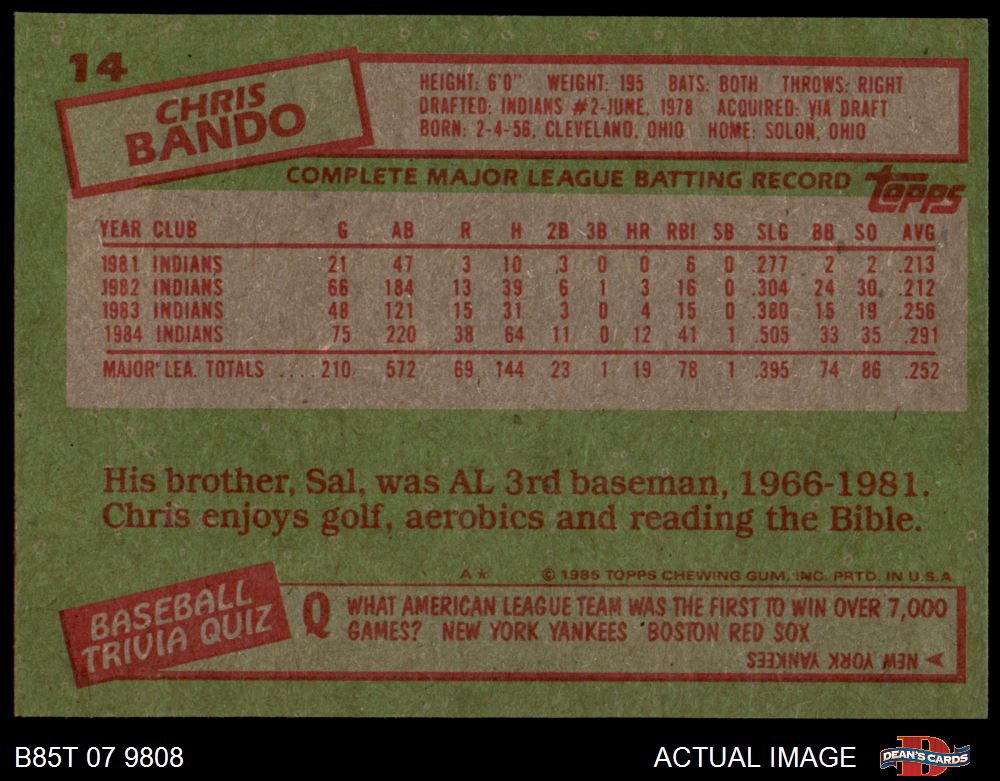 14
CHRIS
BANDO
HEIGHT: 6'0" WEIGHT: 195 BATS: BOTH THROWS: RIGHT
DRAFTED: INDIANS #2-JUNE, 1978 ACQUIRED: VIA DRAFT
BORN: 2-4-56, CLEVELAND, OHIO HOME: SOLON, OHIO
COMPLETE MAJOR LEAGUE BATTING RECORD topps
YEAR CLUB G AB R H 2B 3B HR RBI SB SLG BB SO AVG
1981 INDIANS 21 47 3 10 3 0 0 6 0 .277 2 2 .213
1982 INDIANS 66 184 13 39 6 1 3 16 0 .304 24 30 .212
1983 INDIANS 48 121 15 31 3 0 4 15 0 .380 15 19 .256
1984 INDIANS 75 220 38 64 11 0 12 41 1 .505 33 35 .291
MAJOR LEA. TOTALS ....210 572 69 144 23 1 19 78 1 .395 74 86 .252
His brother, Sal, was AL 3rd baseman, 1966-1981.
Chris enjoys golf, aerobics and reading the Bible.
A* © 1985 TOPPS CHEWING GUM, INC. PRTD. IN U.S.A.
BASEBALL
TRIVIA QUIZ
Q WHAT AMERICAN LEAGUE TEAM WAS THE FIRST TO WIN OVER 7,000
GAMES? NEW YORK YANKEES BOSTON RED SOX
NEW YORK YANKEES
B85T 07 9808 ACTUAL IMAGE DEAN'S CARDS